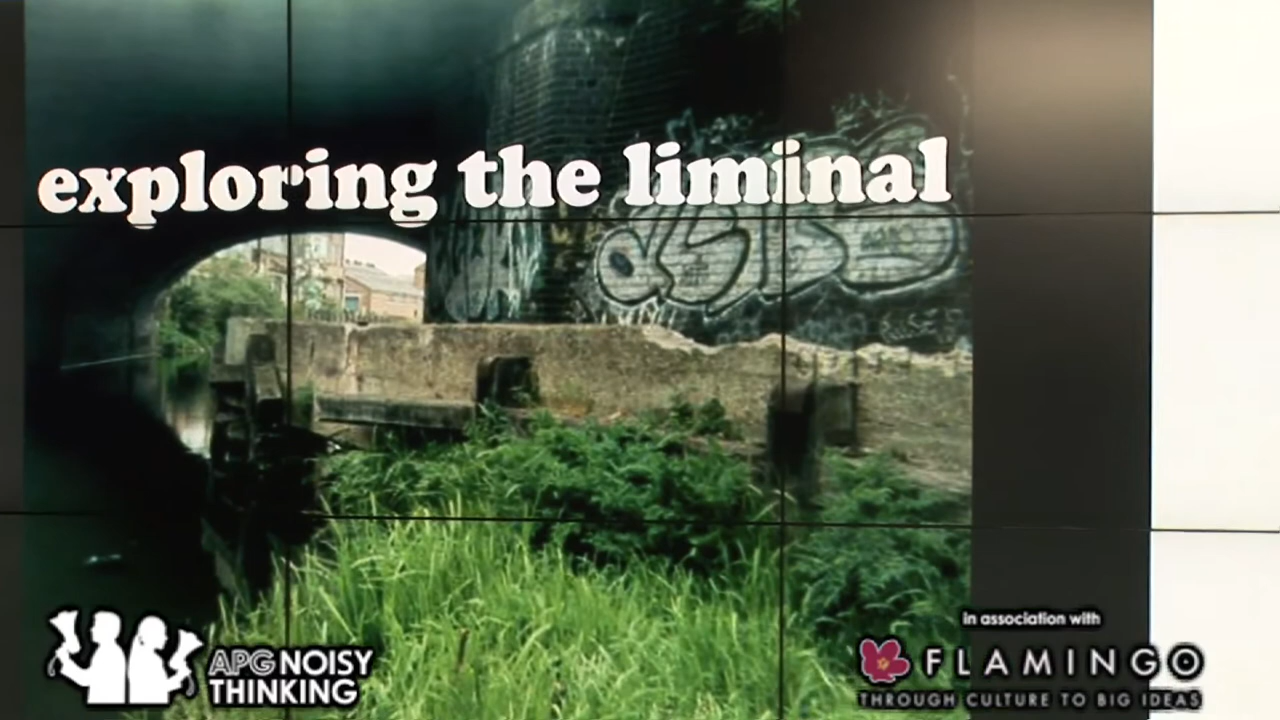 exploring the liminal
in association with
APG NOISY
THINKING
FLAMINGO
THROUGH CULTURE TO BIG IDEAS